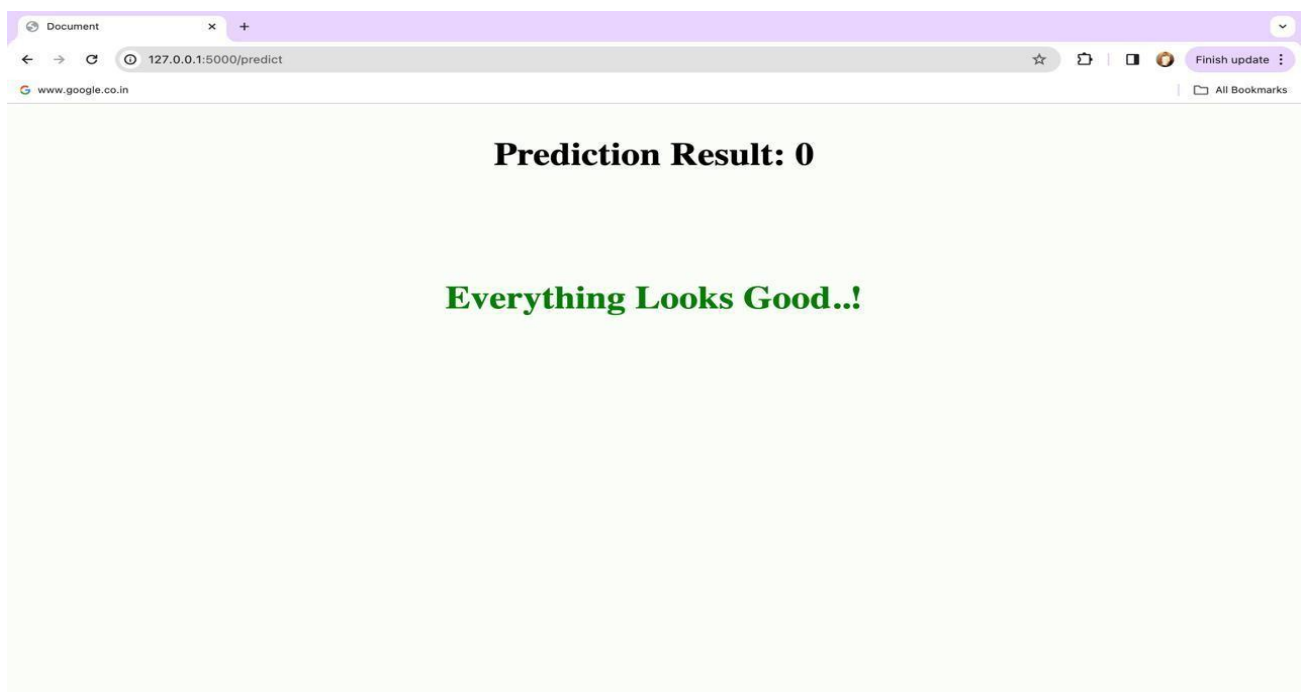 Document
127.0.0.1:5000/predict
Finish update
www.google.co.in
All Bookmarks
Prediction Result: 0
Everything Looks Good..!